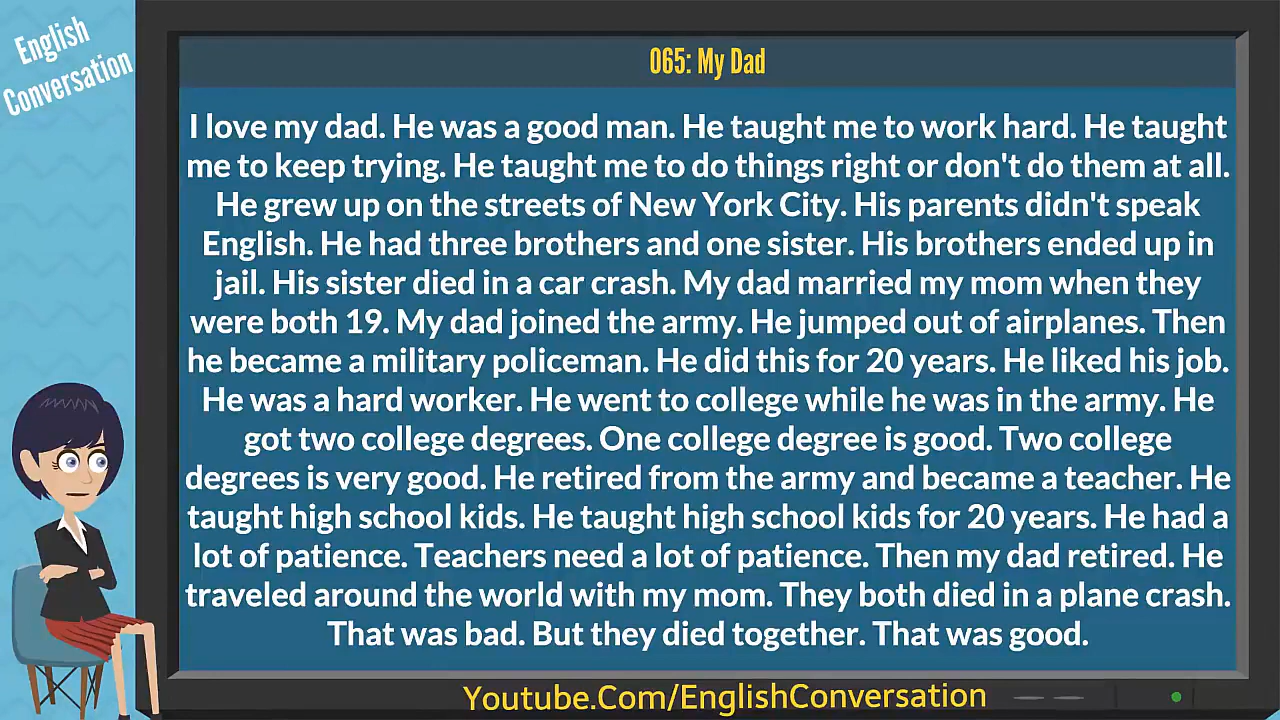 English
Conversation
065: My Dad
I love my dad. He was a good man. He taught me to work hard. He taught
me to keep trying. He taught me to do things right or don't do them at all.
He grew up on the streets of New York City. His parents didn't speak
English. He had three brothers and one sister. His brothers ended up in
jail. His sister died in a car crash. My dad married my mom when they
were both 19. My dad joined the army. He jumped out of airplanes. Then
he became a military policeman. He did this for 20 years. He liked his job.
He was a hard worker. He went to college while he was in the army. He
got two college degrees. One college degree is good. Two college
degrees is very good. He retired from the army and became a teacher. He
taught high school kids. He taught high school kids for 20 years. He had a
lot of patience. Teachers need a lot of patience. Then my dad retired. He
traveled around the world with my mom. They both died in a plane crash.
That was bad. But they died together. That was good.
Youtube.Com/EnglishConversation